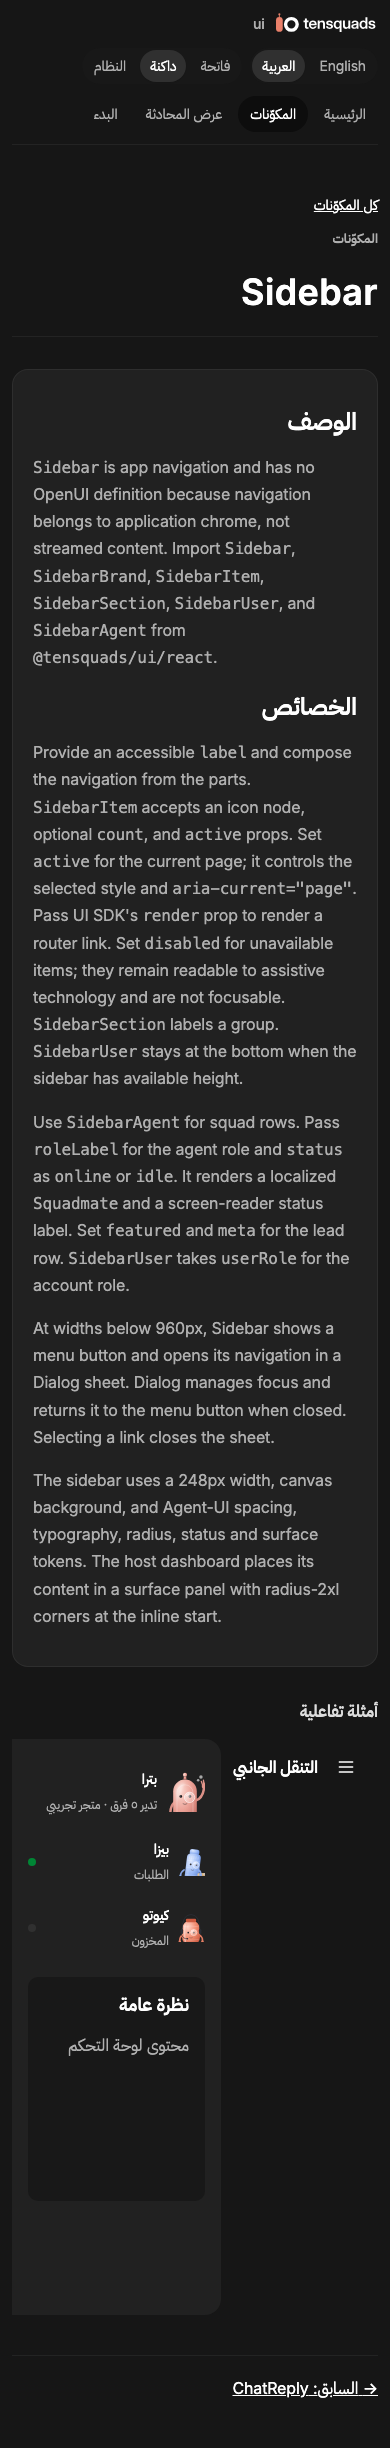 tensquads ui
English العربية فاتحة داكنة النظام
الرئيسية المكوّنات عرض المحادثة البدء
كل المكوّنات
المكوّنات
Sidebar
الوصف
Sidebar is app navigation and has no
OpenUI definition because navigation
belongs to application chrome, not
streamed content. Import Sidebar,
SidebarBrand, SidebarItem,
SidebarSection, SidebarUser, and
SidebarAgent from
@tensquads/ui/react.
الخصائص
Provide an accessible label and compose
the navigation from the parts.
SidebarItem accepts an icon node,
optional count, and active props. Set
active for the current page; it controls the
selected style and aria-current="page".
Pass UI SDK's render prop to render a
router link. Set disabled for unavailable
items; they remain readable to assistive
technology and are not focusable.
SidebarSection labels a group.
SidebarUser stays at the bottom when the
sidebar has available height.
Use SidebarAgent for squad rows. Pass
roleLabel for the agent role and status
as online or idle. It renders a localized
Squadmate and a screen-reader status
label. Set featured and meta for the lead
row. SidebarUser takes userRole for the
account role.
At widths below 960px, Sidebar shows a
menu button and opens its navigation in a
Dialog sheet. Dialog manages focus and
returns it to the menu button when closed.
Selecting a link closes the sheet.
The sidebar uses a 248px width, canvas
background, and Agent-UI spacing,
typography, radius, status and surface
tokens. The host dashboard places its
content in a surface panel with radius-2xl
corners at the inline start.
أمثلة تفاعلية
التنقل الجانبي
بترا
تدير ٥ فرق · متجر تجريبي
بيزا
الطلبات
كيوتو
المخزون
نظرة عامة
محتوى لوحة التحكم
→ السابق: ChatReply